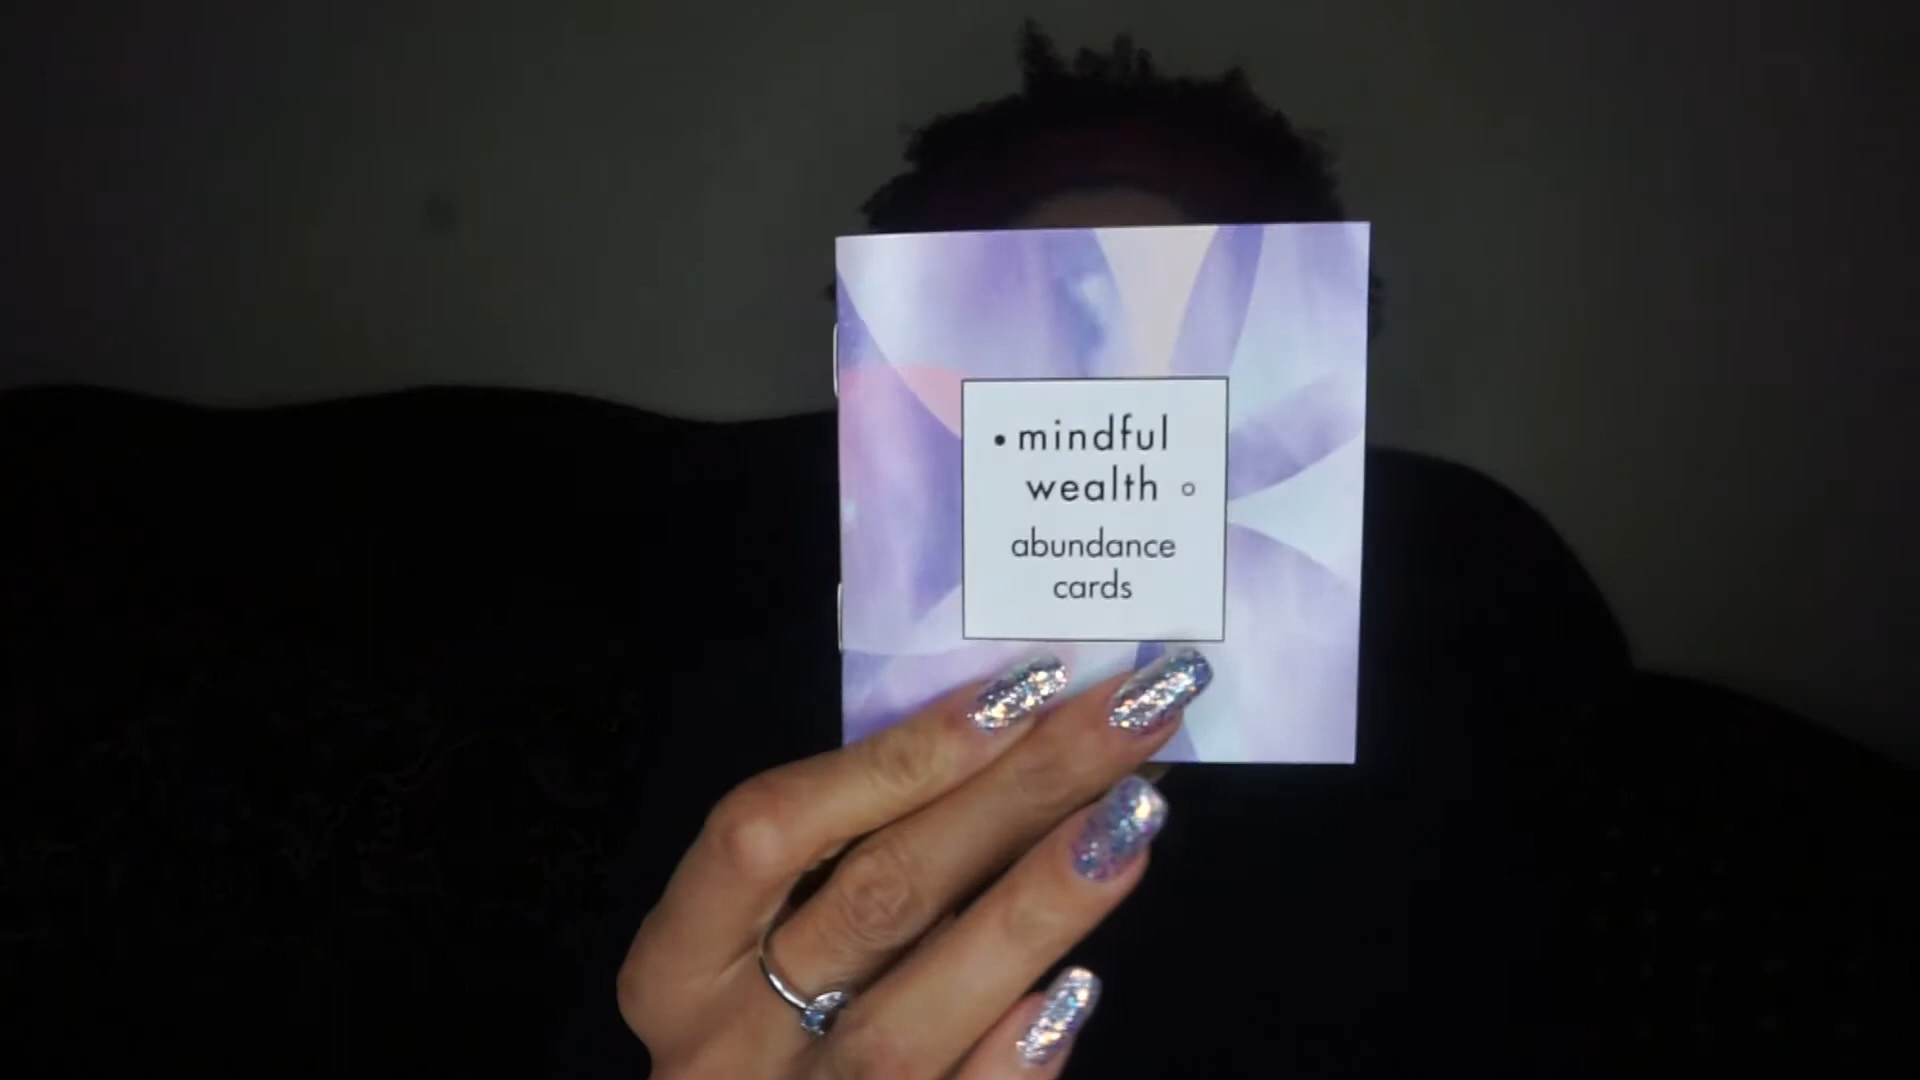 • mindful
wealth ○
abundance
cards